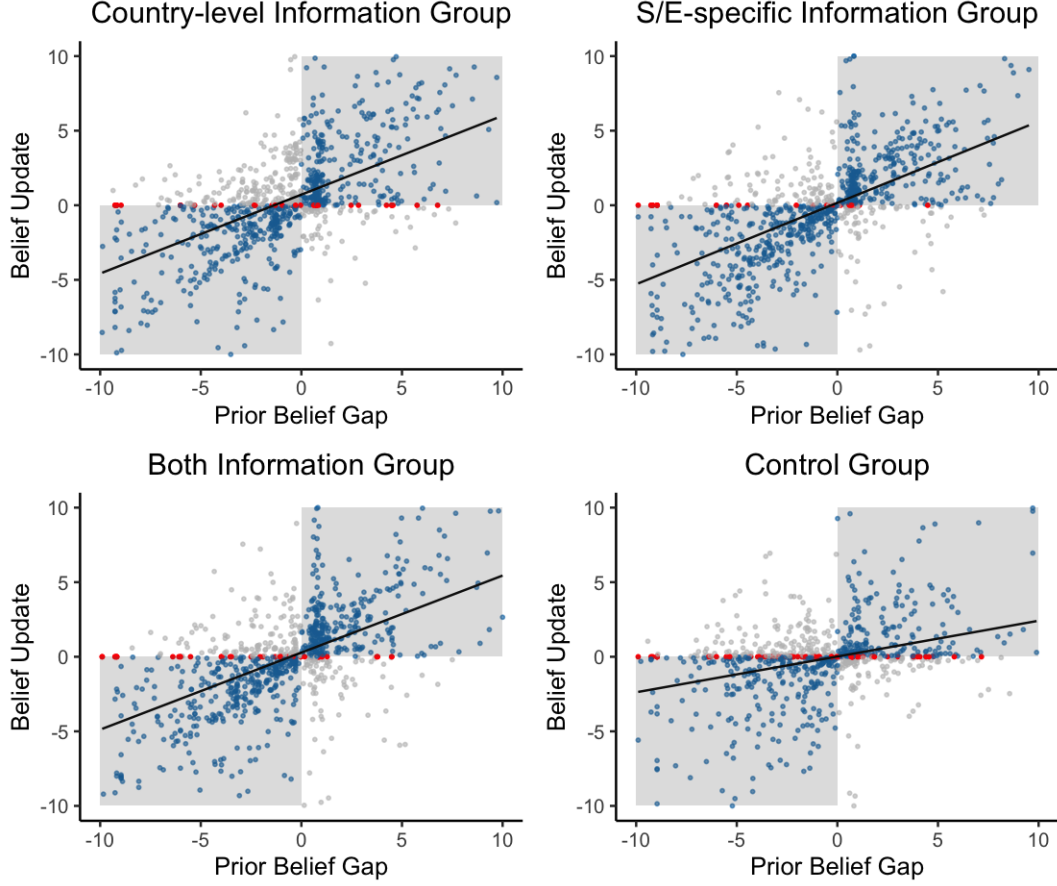 Country-level Information Group
S/E-specific Information Group
10
5
0
-5
-10
Belief Update
-10 -5 0 5 10
Prior Belief Gap
10
5
0
-5
-10
Belief Update
-10 -5 0 5 10
Prior Belief Gap
Both Information Group
Control Group
10
5
0
-5
-10
Belief Update
-10 -5 0 5 10
Prior Belief Gap
10
5
0
-5
-10
Belief Update
-10 -5 0 5 10
Prior Belief Gap